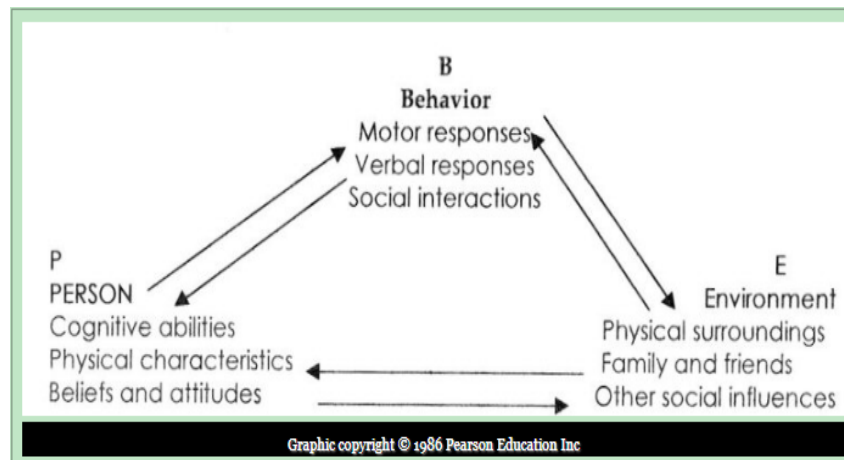 B
Behavior
Motor responses
Verbal responses
Social interactions
P
PERSON
Cognitive abilities
Physical characteristics
Beliefs and attitudes
E
Environment
Physical surroundings
Family and friends
Other social influences
Graphic copyright © 1986 Pearson Education Inc